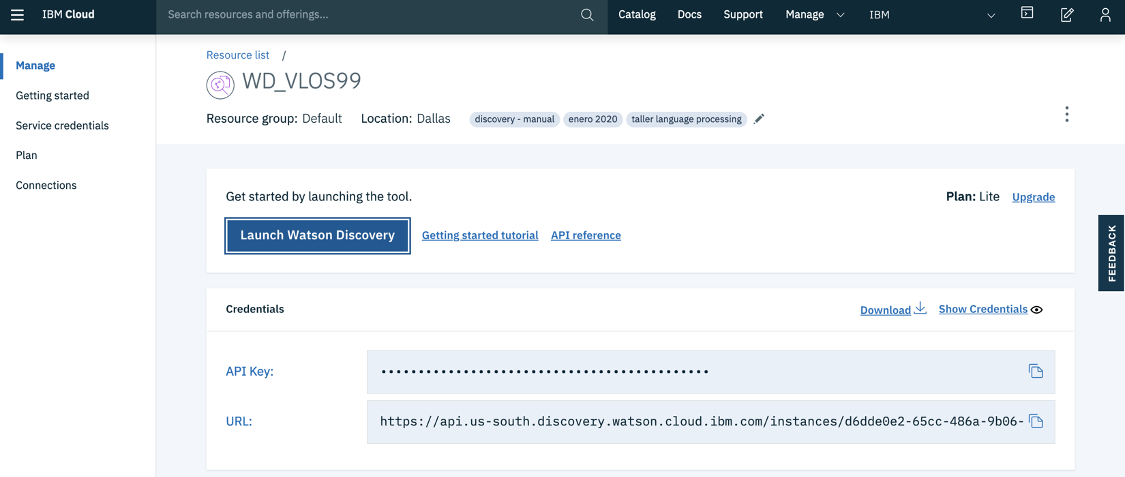 IBM Cloud Search resources and offerings... Catalog Docs Support Manage IBM
Manage
Getting started
Service credentials
Plan
Connections
Resource list /
WD_VLOS99
Resource group: Default Location: Dallas discovery - manual enero 2020 taller language processing
Get started by launching the tool. Plan: Lite Upgrade
Launch Watson Discovery Getting started tutorial API reference
FEEDBACK
Credentials Download Show Credentials
API Key: ••••••••••••••••••••••••••••••••••••••••••••
URL: https://api.us-south.discovery.watson.cloud.ibm.com/instances/d6dde0e2-65cc-486a-9b06-